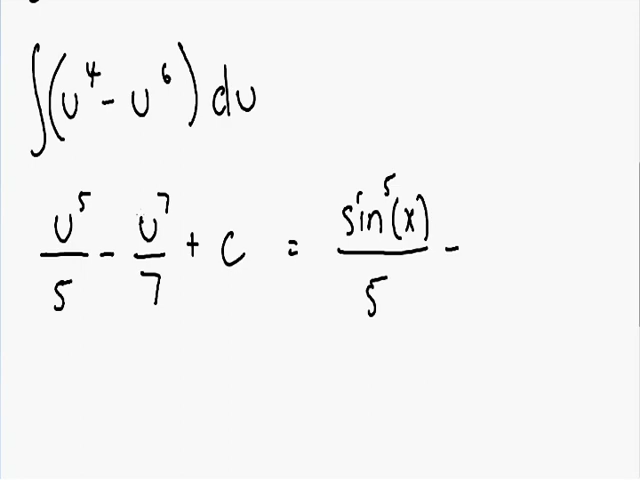 ∫(u⁴ - u⁶) du
u⁵/5 - u⁷/7 + C = sin⁵(x)/5 -